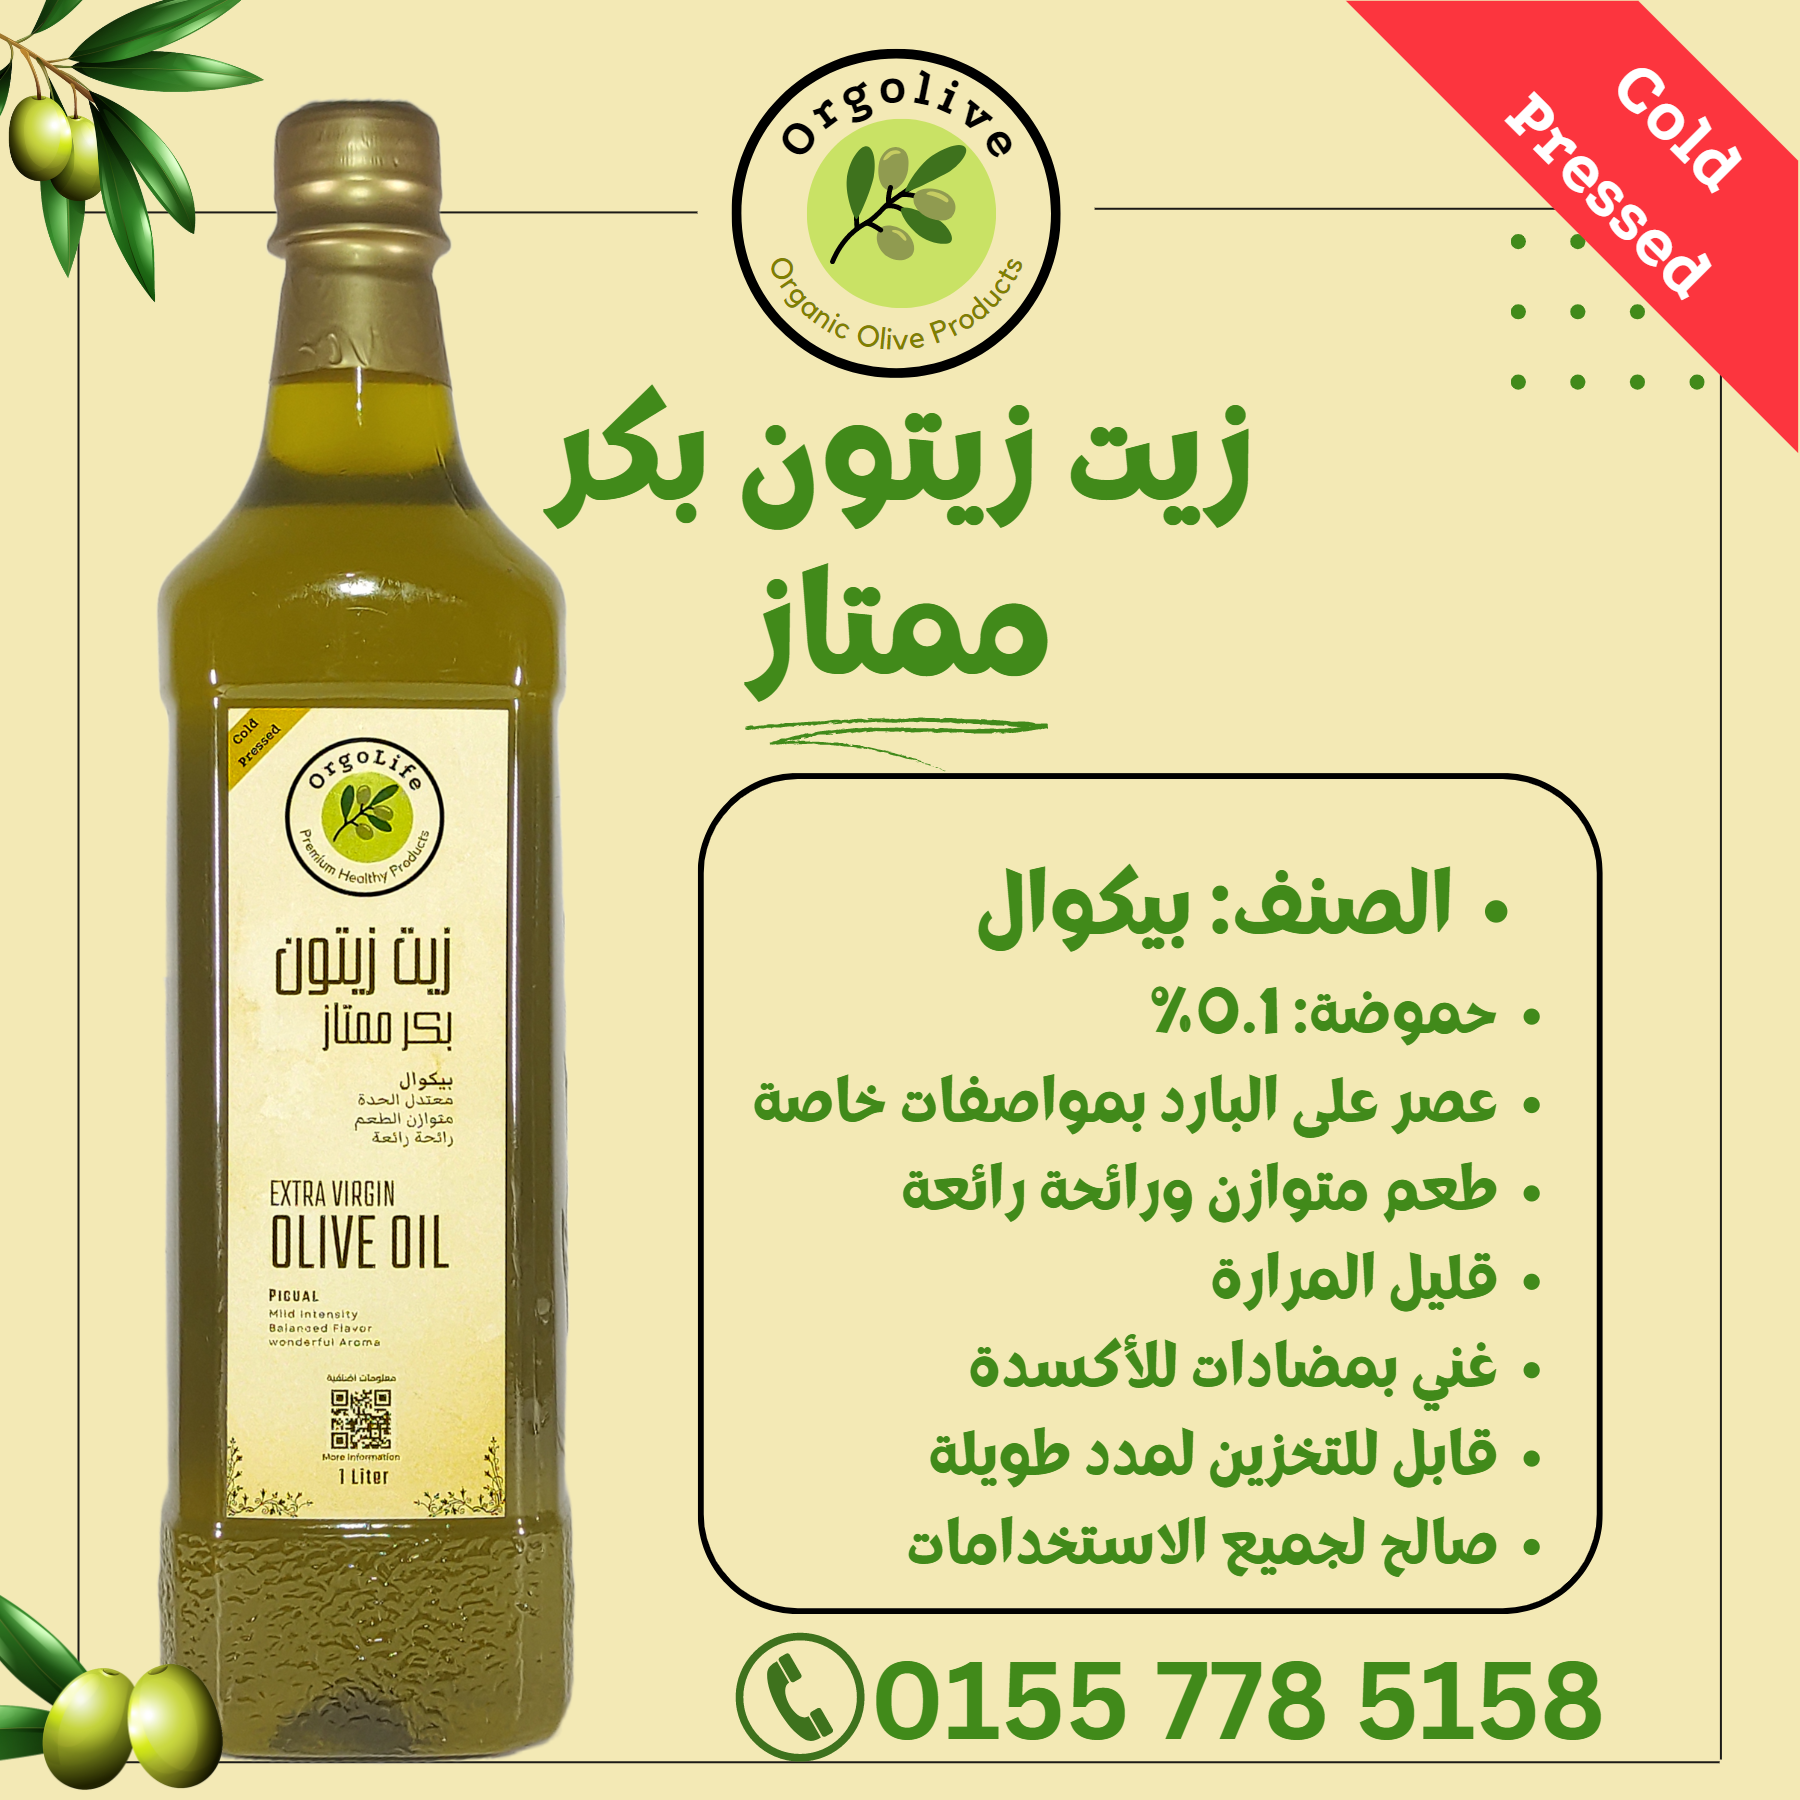 Orgolive
Organic Olive Products
Cold
Pressed
زيت زيتون بكر
ممتاز
• الصنف: بيكوال
• حموضة: 0.1%
• عصر على البارد بمواصفات خاصة
• طعم متوازن ورائحة رائعة
• قليل المرارة
• غني بمضادات للأكسدة
• قابل للتخزين لمدد طويلة
• صالح لجميع الاستخدامات
0155 778 5158
Cold
Pressed
OrgoLife
Premium Healthy Products
زيت زيتون
بكر ممتاز
بيكوال
معتدل الحدة
متوازن الطعم
رائحة رائعة
EXTRA VIRGIN
OLIVE OIL
PICUAL
Mild Intensity
Balanced Flavor
wonderful Aroma
معلومات اضافية
More Information
1 Liter